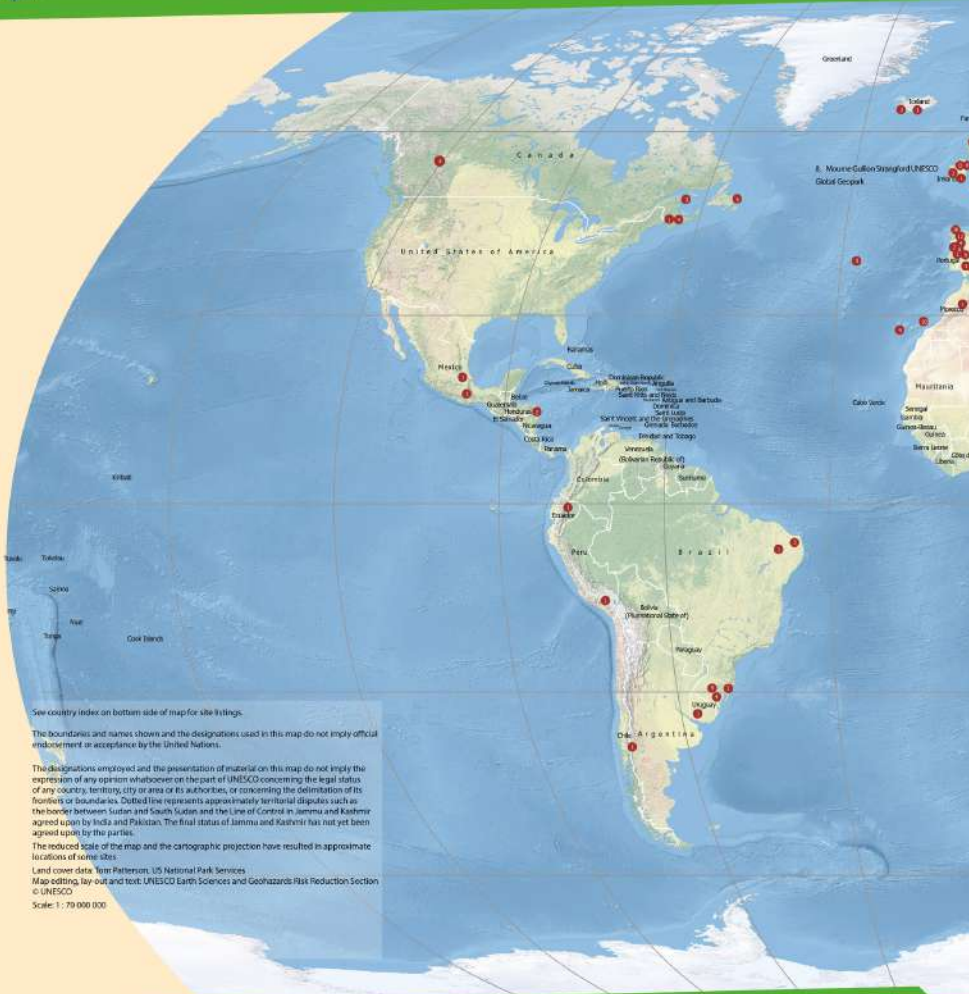 Greenland
Iceland
Canada
8. Mourne Gullion Strangford UNESCO
Global Geopark
United States of America
Portugal
Morocco
Mexico
Bahamas
Cuba
Haiti
Dominican Republic
Jamaica
Puerto Rico
Anguilla
Saint Kitts and Nevis
Antigua and Barbuda
Dominica
Saint Lucia
Belize
Guatemala
Honduras
El Salvador
Nicaragua
Saint Vincent and the Grenadines
Grenada Barbados
Costa Rica
Trinidad and Tobago
Panama
Venezuela
(Bolivarian Republic of)
Guyana
Suriname
Colombia
Mauritania
Cabo Verde
Senegal
Gambia
Guinea-Bissau
Guinea
Sierra Leone
Liberia
Kiribati
Ecuador
Peru
Brazil
Tuvalu
Tokelau
Samoa
Niue
Tonga
Cook Islands
Bolivia
(Plurinational State of)
Paraguay
Uruguay
Chile
Argentina
See country index on bottom side of map for site listings.
The boundaries and names shown and the designations used in this map do not imply official
endorsement or acceptance by the United Nations.
The designations employed and the presentation of material on this map do not imply the
expression of any opinion whatsoever on the part of UNESCO concerning the legal status
of any country, territory, city or area or its authorities, or concerning the delimitation of its
frontiers or boundaries. Dotted line represents approximately territorial disputes such as
the border between Sudan and South Sudan and the Line of Control in Jammu and Kashmir
agreed upon by India and Pakistan. The final status of Jammu and Kashmir has not yet been
agreed upon by the parties.
The reduced scale of the map and the cartographic projection have resulted in approximate
locations of some sites
Land cover data: Tom Patterson, US National Park Services
Map editing, lay-out and text: UNESCO Earth Sciences and Geohazards Risk Reduction Section
© UNESCO
Scale: 1 : 70 000 000